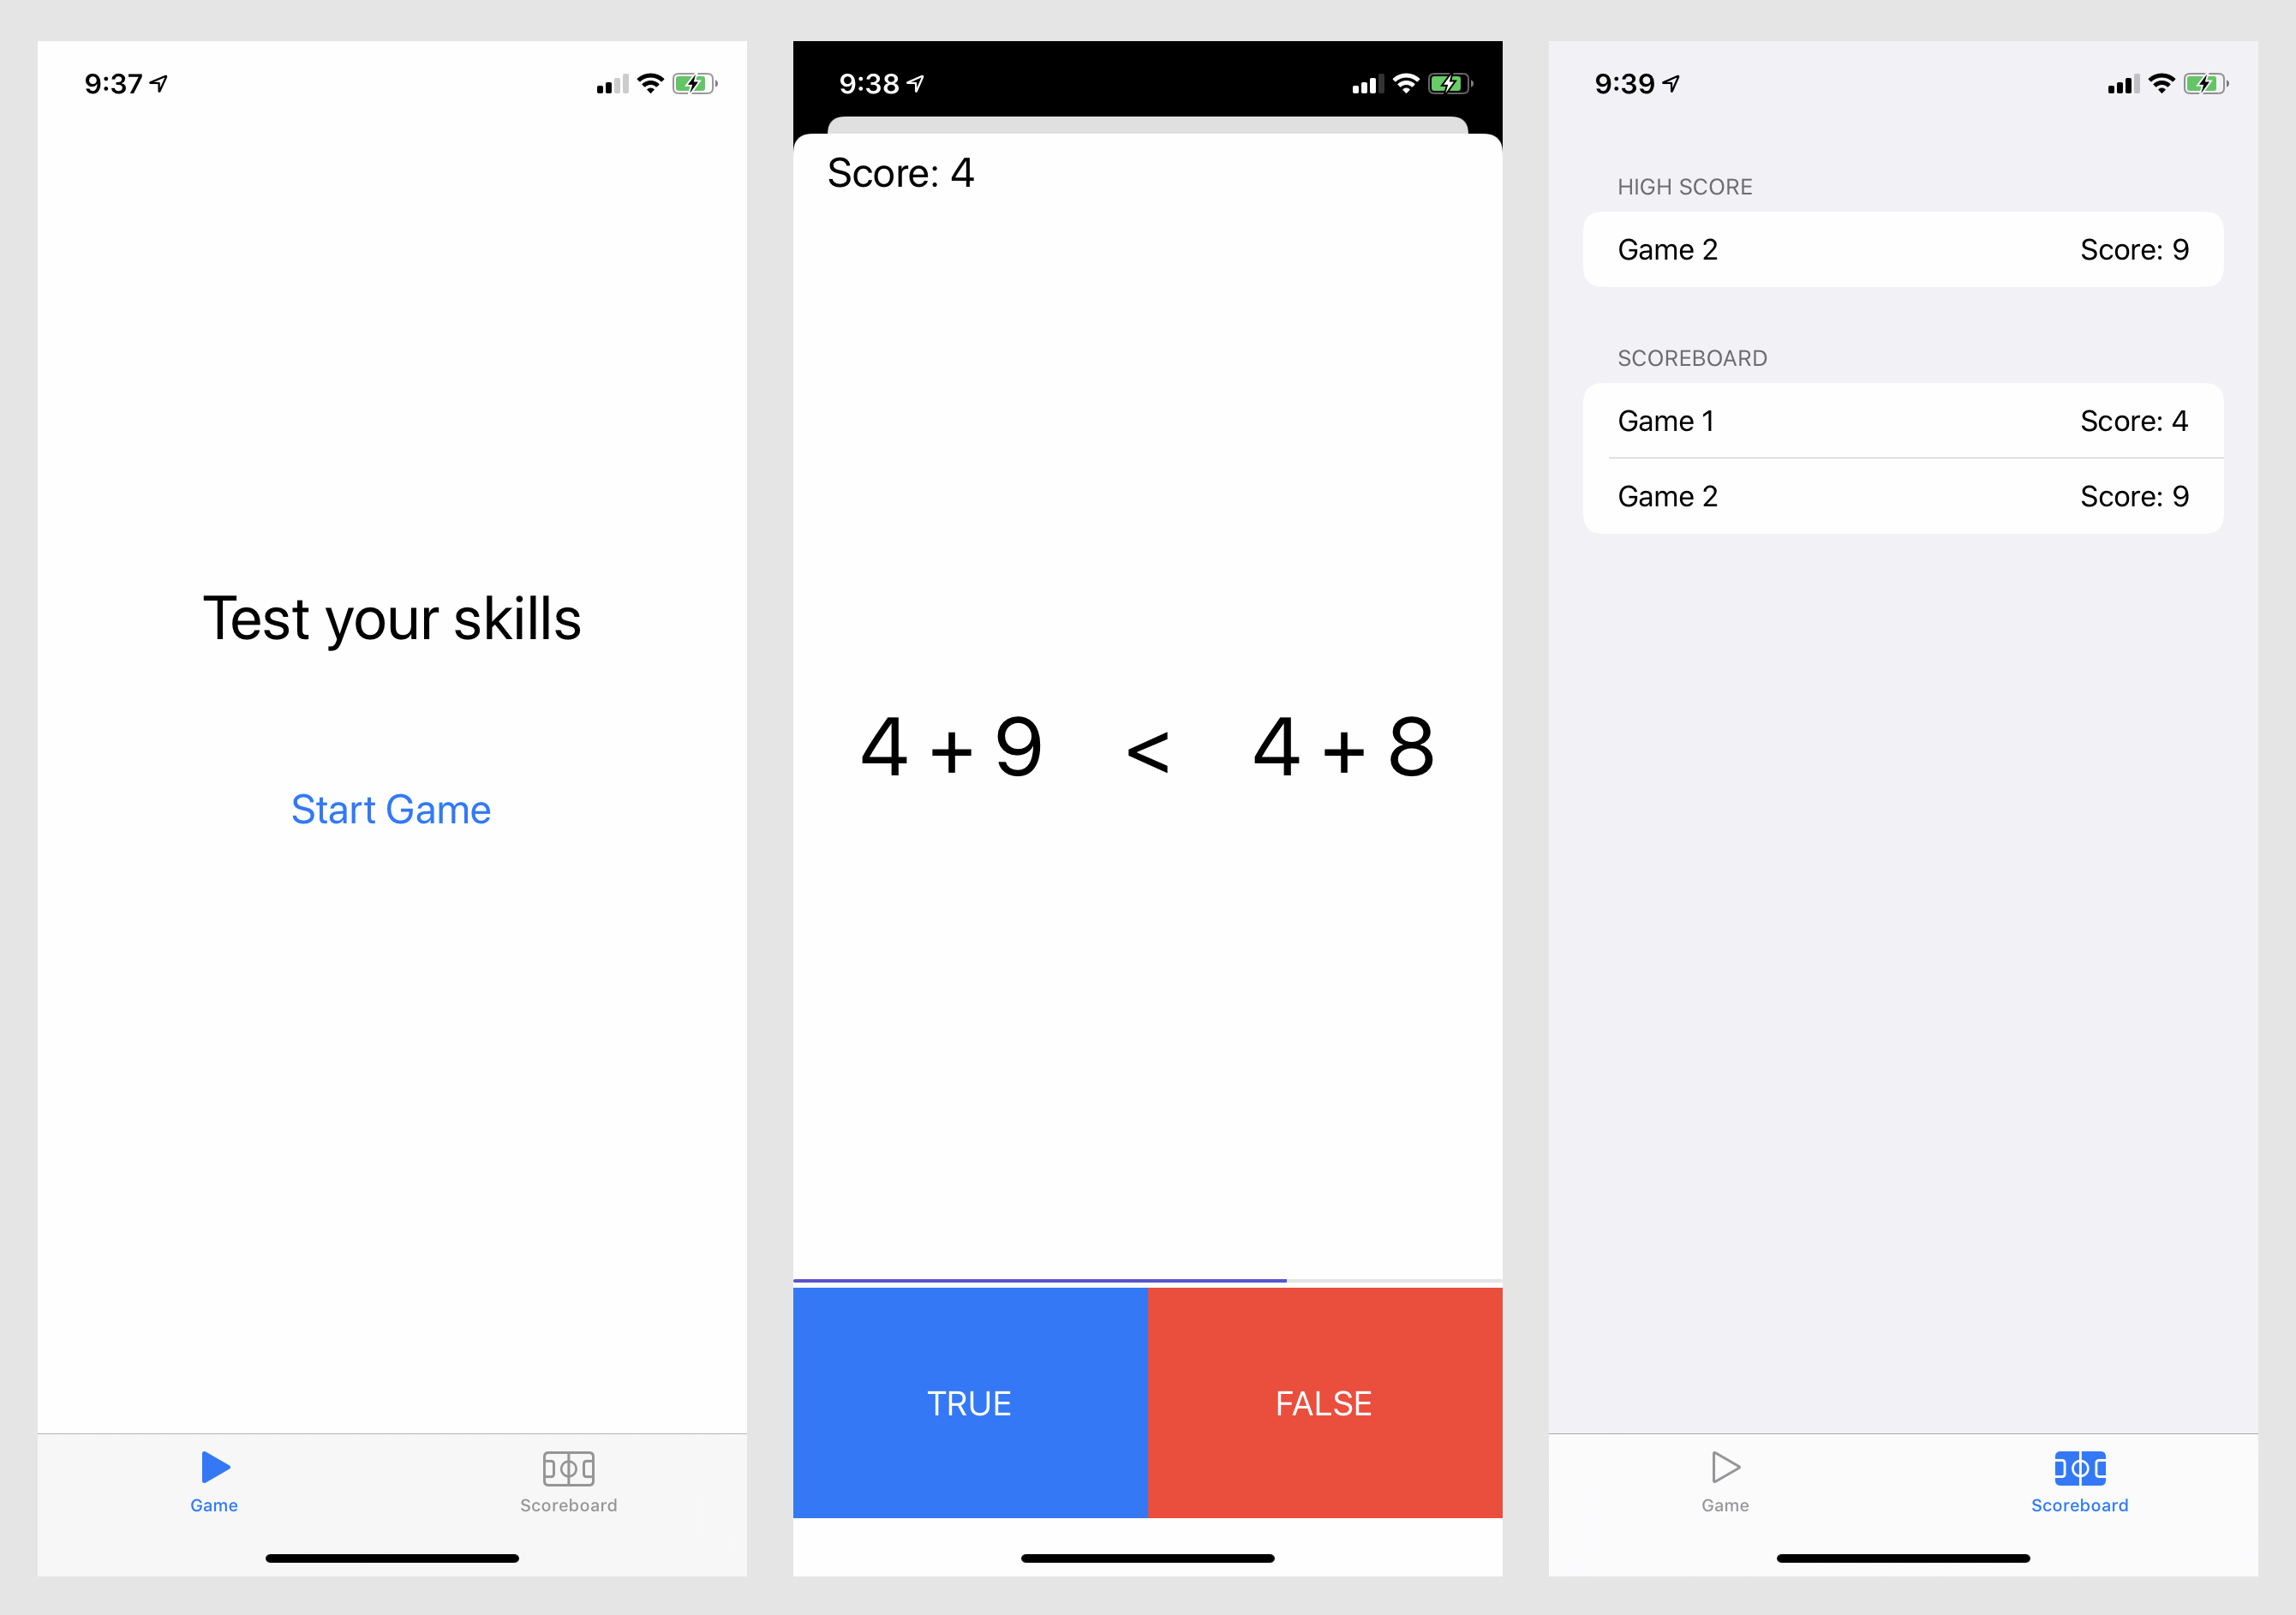 9:37
Test your skills
Start Game
Game Scoreboard
9:38
Score: 4
4 + 9 < 4 + 8
TRUE FALSE
9:39
HIGH SCORE
Game 2 Score: 9
SCOREBOARD
Game 1 Score: 4
Game 2 Score: 9
Game Scoreboard